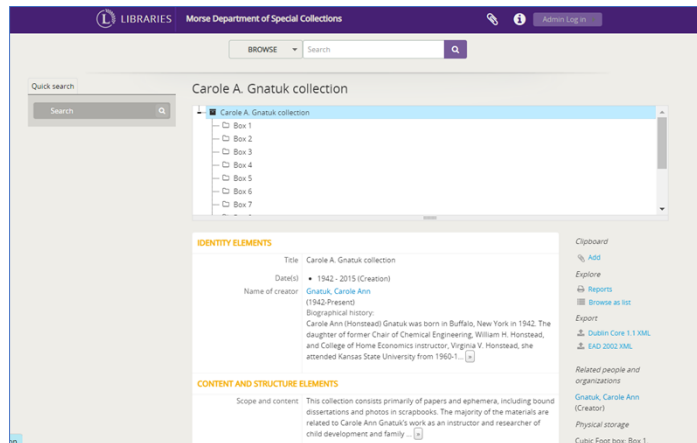 LIBRARIES Morse Department of Special Collections Admin Log in
BROWSE Search
Quick search
Search
Carole A. Gnatuk collection
Carole A. Gnatuk collection
Box 1
Box 2
Box 3
Box 4
Box 5
Box 6
Box 7
IDENTITY ELEMENTS
Title Carole A. Gnatuk collection
Date(s) • 1942 - 2015 (Creation)
Name of creator Gnatuk, Carole Ann
(1942-Present)
Biographical history:
Carole Ann (Honstead) Gnatuk was born in Buffalo, New York in 1942. The
daughter of former Chair of Chemical Engineering, William H. Honstead,
and College of Home Economics instructor, Virginia V. Honstead, she
attended Kansas State University from 1960-1... »
CONTENT AND STRUCTURE ELEMENTS
Scope and content This collection consists primarily of papers and ephemera, including bound
dissertations and photos in scrapbooks. The majority of the materials are
related to Carole Ann Gnatuk's work as an instructor and researcher of
child development and family ... »
Clipboard
Add
Explore
Reports
Browse as list
Export
Dublin Core 1.1 XML
EAD 2002 XML
Related people and
organizations
Gnatuk, Carole Ann
(Creator)
Physical storage
Cubic Foot box: Box 1,